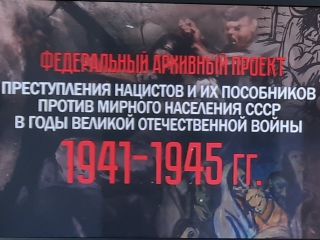 ФЕДЕРАЛЬНЫЙ АРХИВНЫЙ ПРОЕКТ
ПРЕСТУПЛЕНИЯ НАЦИСТОВ И ИХ ПОСОБНИКОВ
ПРОТИВ МИРНОГО НАСЕЛЕНИЯ СССР
В ГОДЫ ВЕЛИКОЙ ОТЕЧЕСТВЕННОЙ ВОЙНЫ
1941-1945 ГГ.